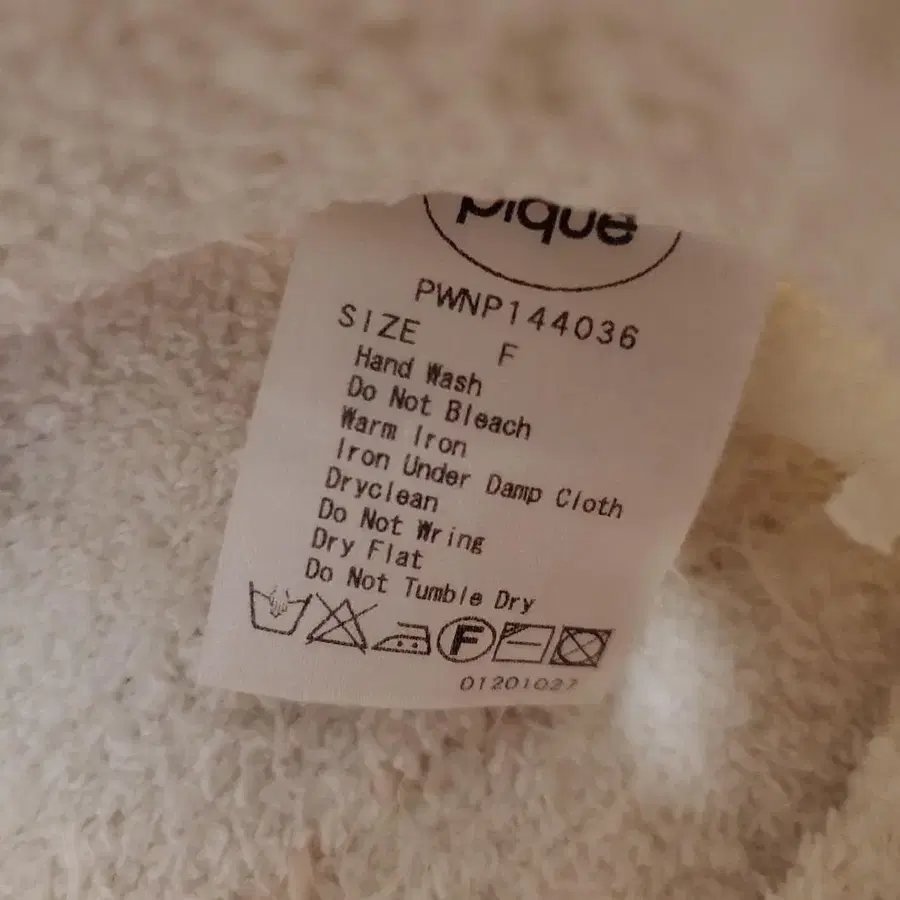 pique
PWNP144036
SIZE F
Hand Wash
Do Not Bleach
Warm Iron
Iron Under Damp Cloth
Dryclean
Do Not Wring
Dry Flat
Do Not Tumble Dry
F
01201027